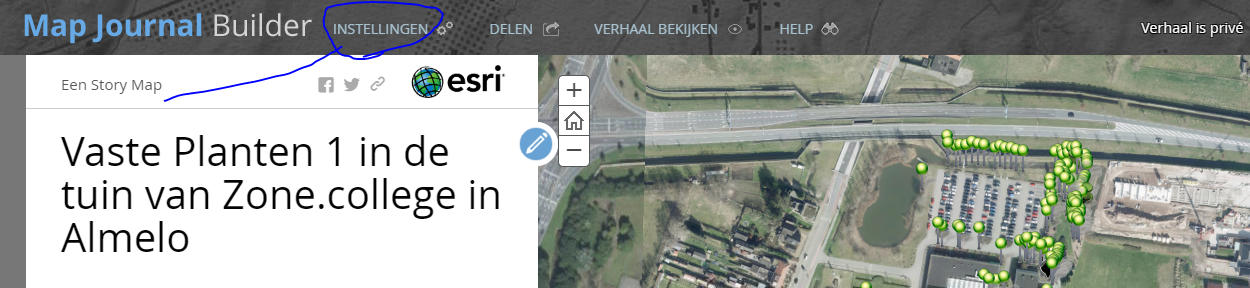 Map Journal Builder INSTELLINGEN DELEN VERHAAL BEKIJKEN HELP Verhaal is privé
Een Story Map esri
Vaste Planten 1 in de
tuin van Zone.college in
Almelo